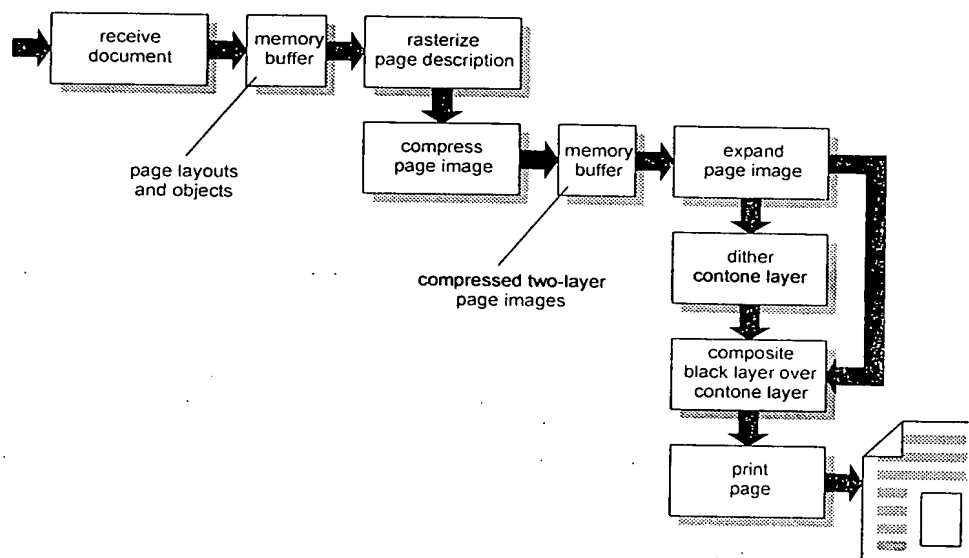 receive
document
memory
buffer
rasterize
page description
page layouts
and objects
compress
page image
memory
buffer
expand
page image
compressed two-layer
page images
dither
contone layer
composite
black layer over
contone layer
print
page